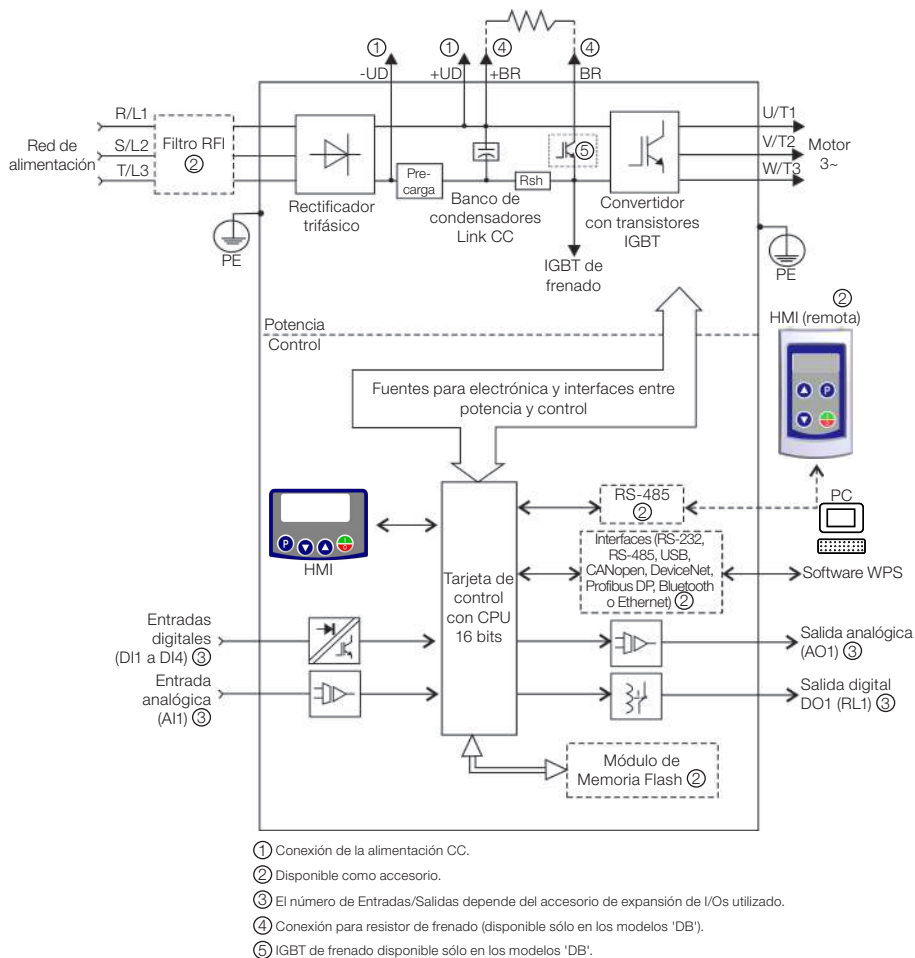 ① ① ④ ④
-UD +UD +BR BR
R/L1
S/L2
T/L3
Red de
alimentación
Filtro RFI
②
Rectificador
trifásico
Pre-
carga
Banco de
condensadores
Link CC
Rsh
⑤
Convertidor
con transistores
IGBT
U/T1
V/T2
W/T3
Motor
3~
PE
PE
IGBT de
frenado
Potencia
Control
Fuentes para electrónica y interfaces entre
potencia y control
②
HMI (remota)
P
P
HMI
Tarjeta de
control
con CPU
16 bits
RS-485
②
PC
Interfaces (RS-232,
RS-485, USB,
CANopen, DeviceNet,
Profibus DP, Bluetooth
o Ethernet) ②
Software WPS
Entradas
digitales
(DI1 a DI4) ③
Entrada
analógica
(AI1) ③
Salida analógica
(AO1) ③
Salida digital
DO1 (RL1) ③
Módulo de
Memoria Flash ②
① Conexión de la alimentación CC.
② Disponible como accesorio.
③ El número de Entradas/Salidas depende del accesorio de expansión de I/Os utilizado.
④ Conexión para resistor de frenado (disponible sólo en los modelos 'DB').
⑤ IGBT de frenado disponible sólo en los modelos 'DB'.